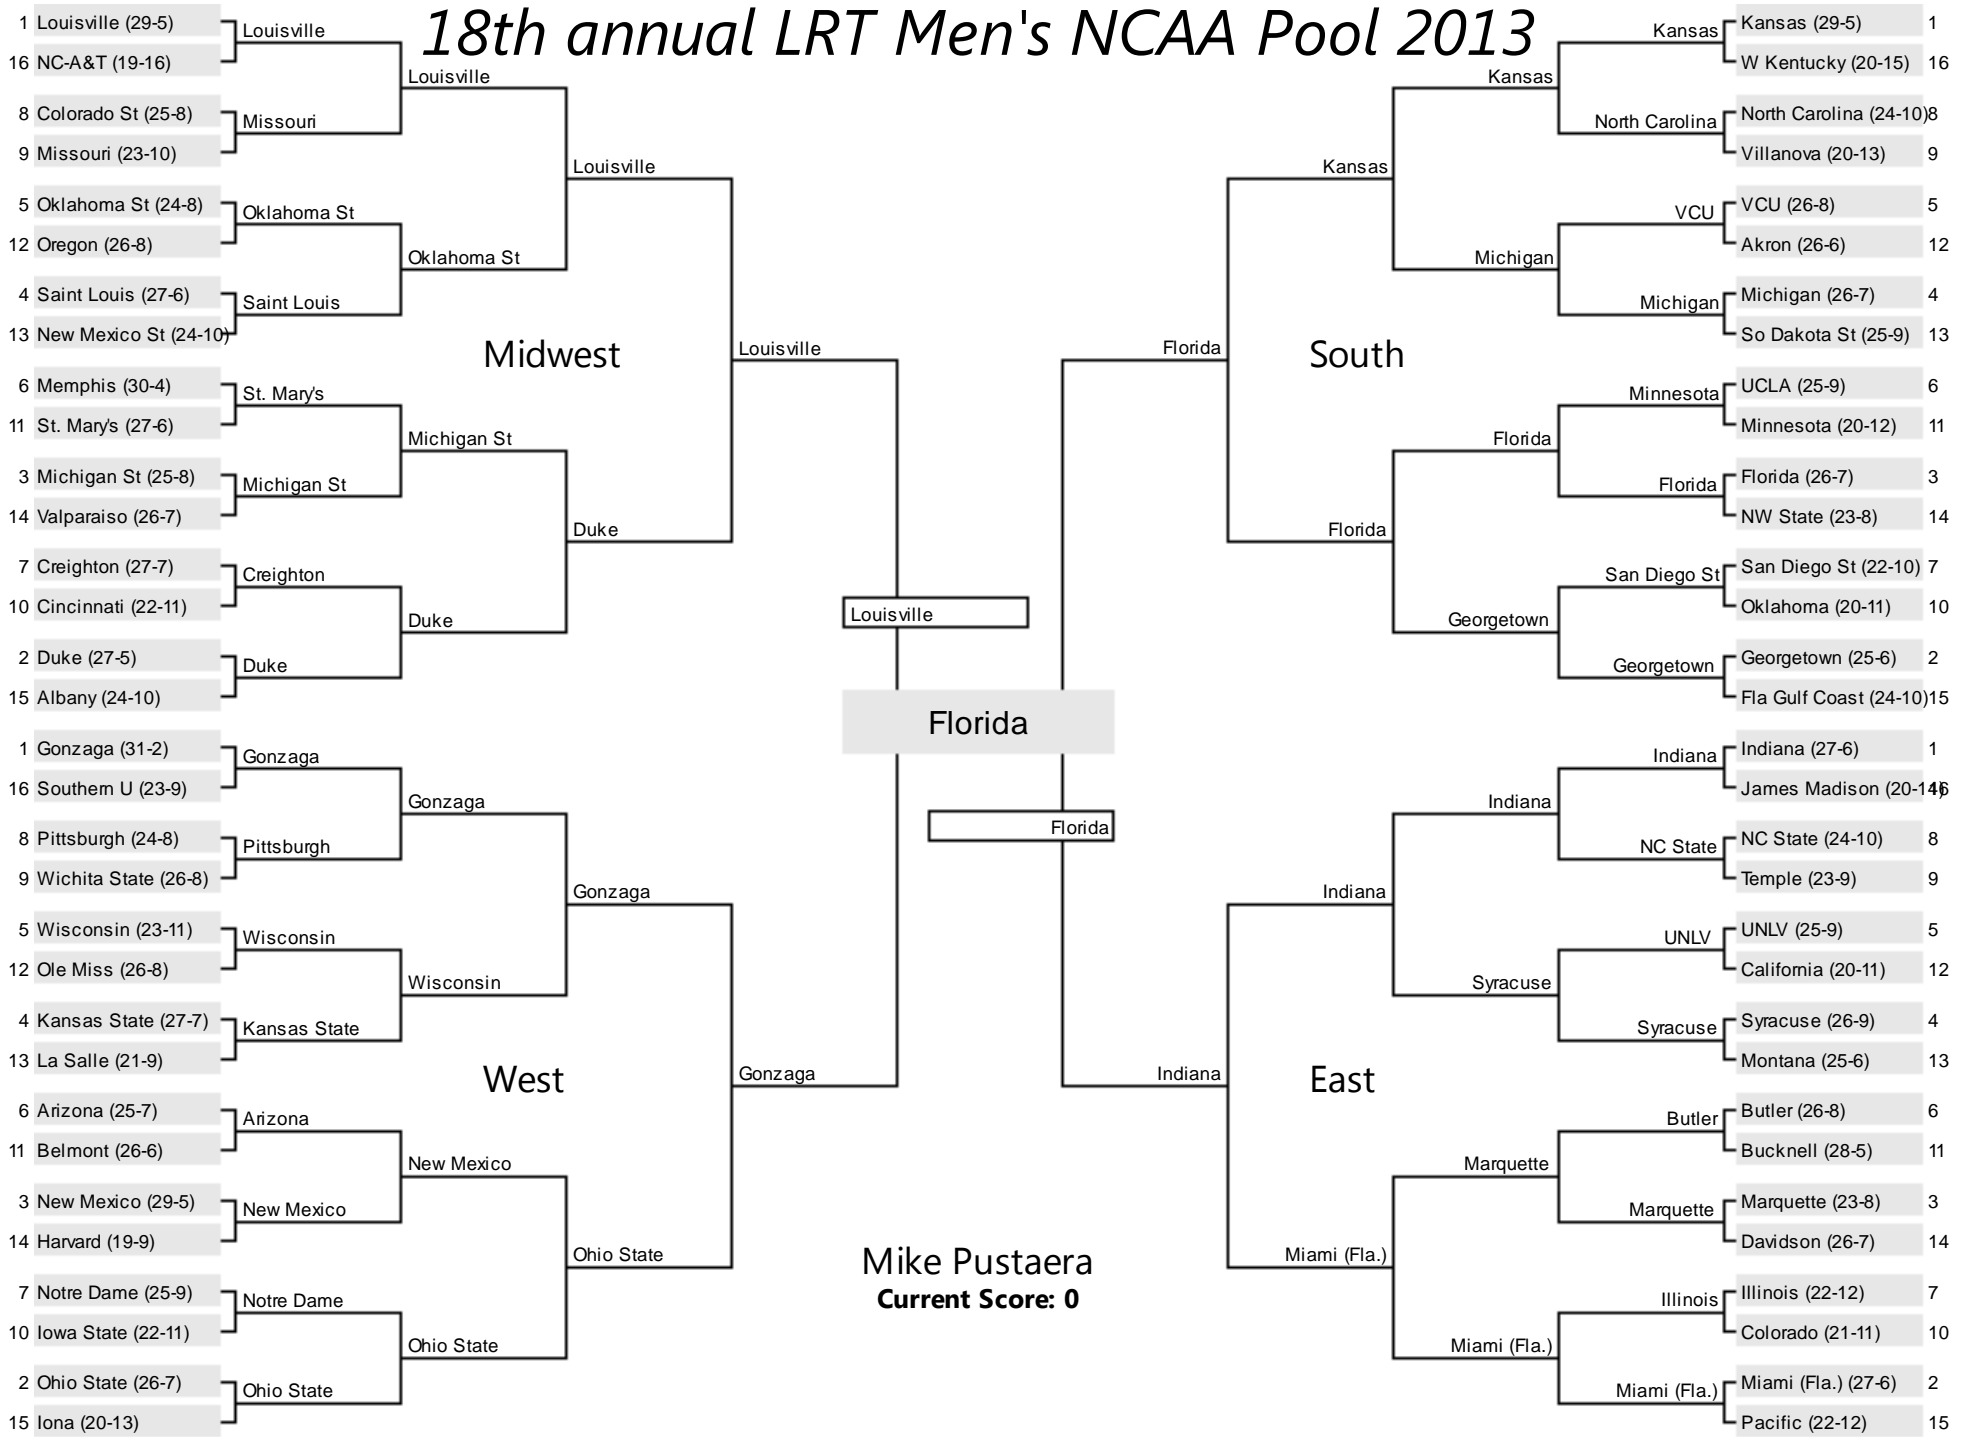 18th annual LRT Men's NCAA Pool 2013
1 Louisville (29-5)
16 NC-A&T (19-16)
8 Colorado St (25-8)
9 Missouri (23-10)
5 Oklahoma St (24-8)
12 Oregon (26-8)
4 Saint Louis (27-6)
13 New Mexico St (24-10)
6 Memphis (30-4)
11 St. Mary's (27-6)
3 Michigan St (25-8)
14 Valparaiso (26-7)
7 Creighton (27-7)
10 Cincinnati (22-11)
2 Duke (27-5)
15 Albany (24-10)
Louisville
Missouri
Oklahoma St
Saint Louis
St. Mary's
Michigan St
Creighton
Duke
Louisville
Oklahoma St
Michigan St
Duke
Louisville
Duke
Midwest
Louisville
1 Gonzaga (31-2)
16 Southern U (23-9)
8 Pittsburgh (24-8)
9 Wichita State (26-8)
5 Wisconsin (23-11)
12 Ole Miss (26-8)
4 Kansas State (27-7)
13 La Salle (21-9)
6 Arizona (25-7)
11 Belmont (26-6)
3 New Mexico (29-5)
14 Harvard (19-9)
7 Notre Dame (25-9)
10 Iowa State (22-11)
2 Ohio State (26-7)
15 Iona (20-13)
Gonzaga
Pittsburgh
Wisconsin
Kansas State
Arizona
New Mexico
Notre Dame
Ohio State
Gonzaga
Wisconsin
New Mexico
Ohio State
Gonzaga
Ohio State
West
Gonzaga
Louisville
Florida
Florida
Mike Pustaera
Current Score: 0
Kansas (29-5) 1
W Kentucky (20-15) 16
North Carolina (24-10) 8
Villanova (20-13) 9
VCU (26-8) 5
Akron (26-6) 12
Michigan (26-7) 4
So Dakota St (25-9) 13
UCLA (25-9) 6
Minnesota (20-12) 11
Florida (26-7) 3
NW State (23-8) 14
San Diego St (22-10) 7
Oklahoma (20-11) 10
Georgetown (25-6) 2
Fla Gulf Coast (24-10) 15
Kansas
North Carolina
VCU
Michigan
Minnesota
Florida
San Diego St
Georgetown
Kansas
Michigan
Florida
Georgetown
Kansas
Florida
South
Florida
Indiana (27-6) 1
James Madison (20-14) 16
NC State (24-10) 8
Temple (23-9) 9
UNLV (25-9) 5
California (20-11) 12
Syracuse (26-9) 4
Montana (25-6) 13
Butler (26-8) 6
Bucknell (28-5) 11
Marquette (23-8) 3
Davidson (26-7) 14
Illinois (22-12) 7
Colorado (21-11) 10
Miami (Fla.) (27-6) 2
Pacific (22-12) 15
Indiana
NC State
UNLV
Syracuse
Butler
Marquette
Illinois
Miami (Fla.)
Indiana
Syracuse
Marquette
Miami (Fla.)
Indiana
Miami (Fla.)
East
Indiana